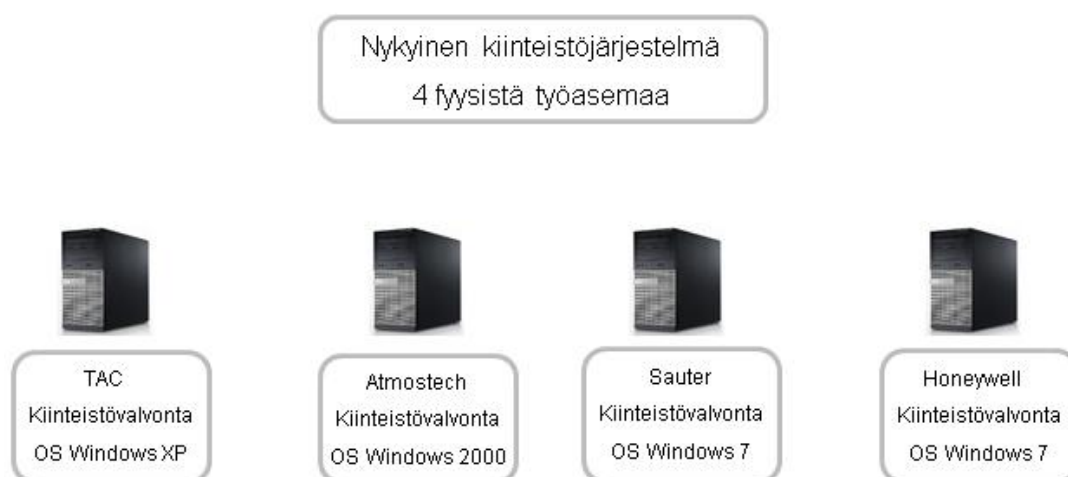 Nykyinen kiinteistöjärjestelmä
4 fyysistä työasemaa
TAC
Kiinteistövalvonta
OS Windows XP
Atmostech
Kiinteistövalvonta
OS Windows 2000
Sauter
Kiinteistövalvonta
OS Windows 7
Honeywell
Kiinteistövalvonta
OS Windows 7